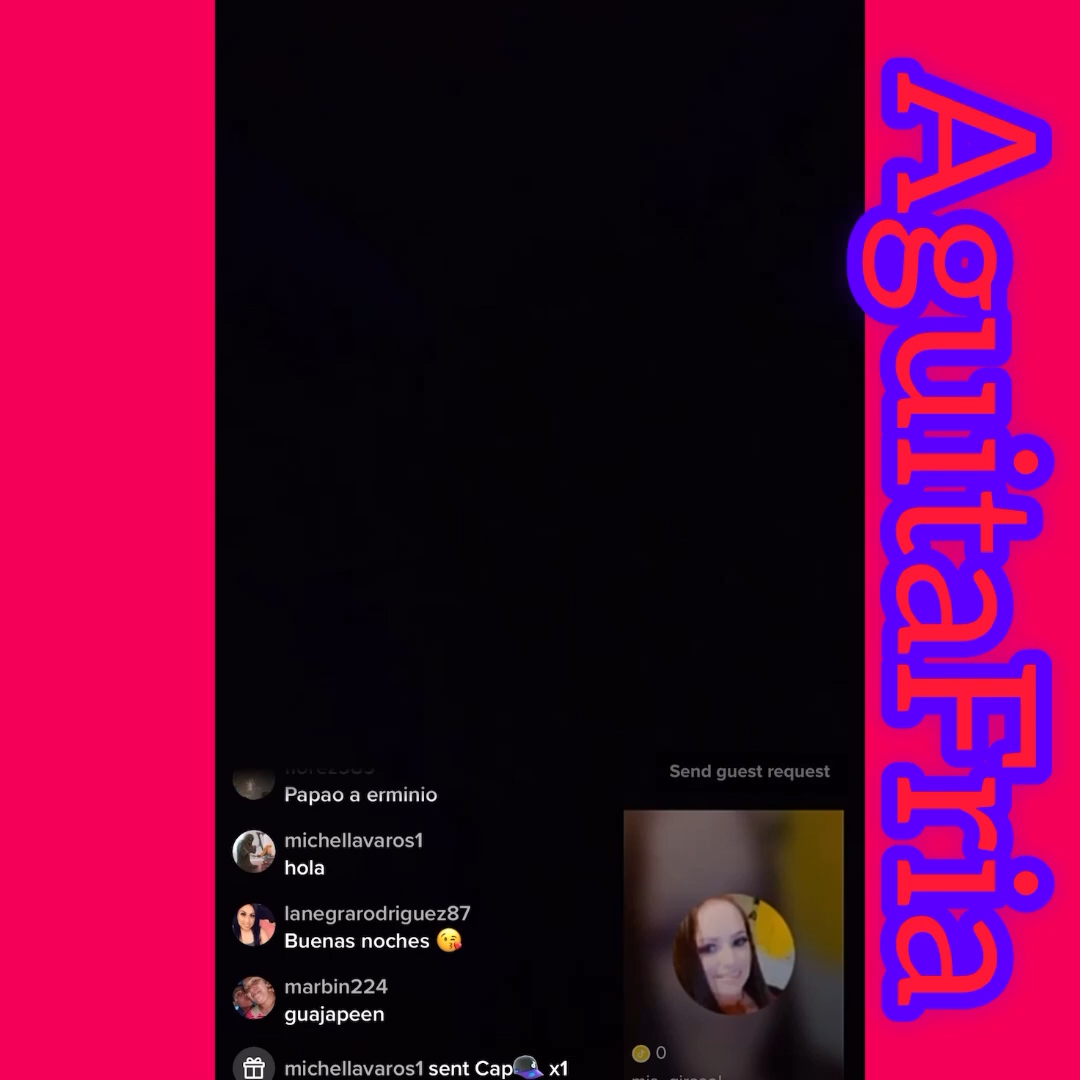 AguitaFria
Send guest request
Papao a erminio
michellavaros1
hola
lanegrarodriguez87
Buenas noches 😘
marbin224
guajapeen
michellavaros1 sent Cap🧢 x1
0